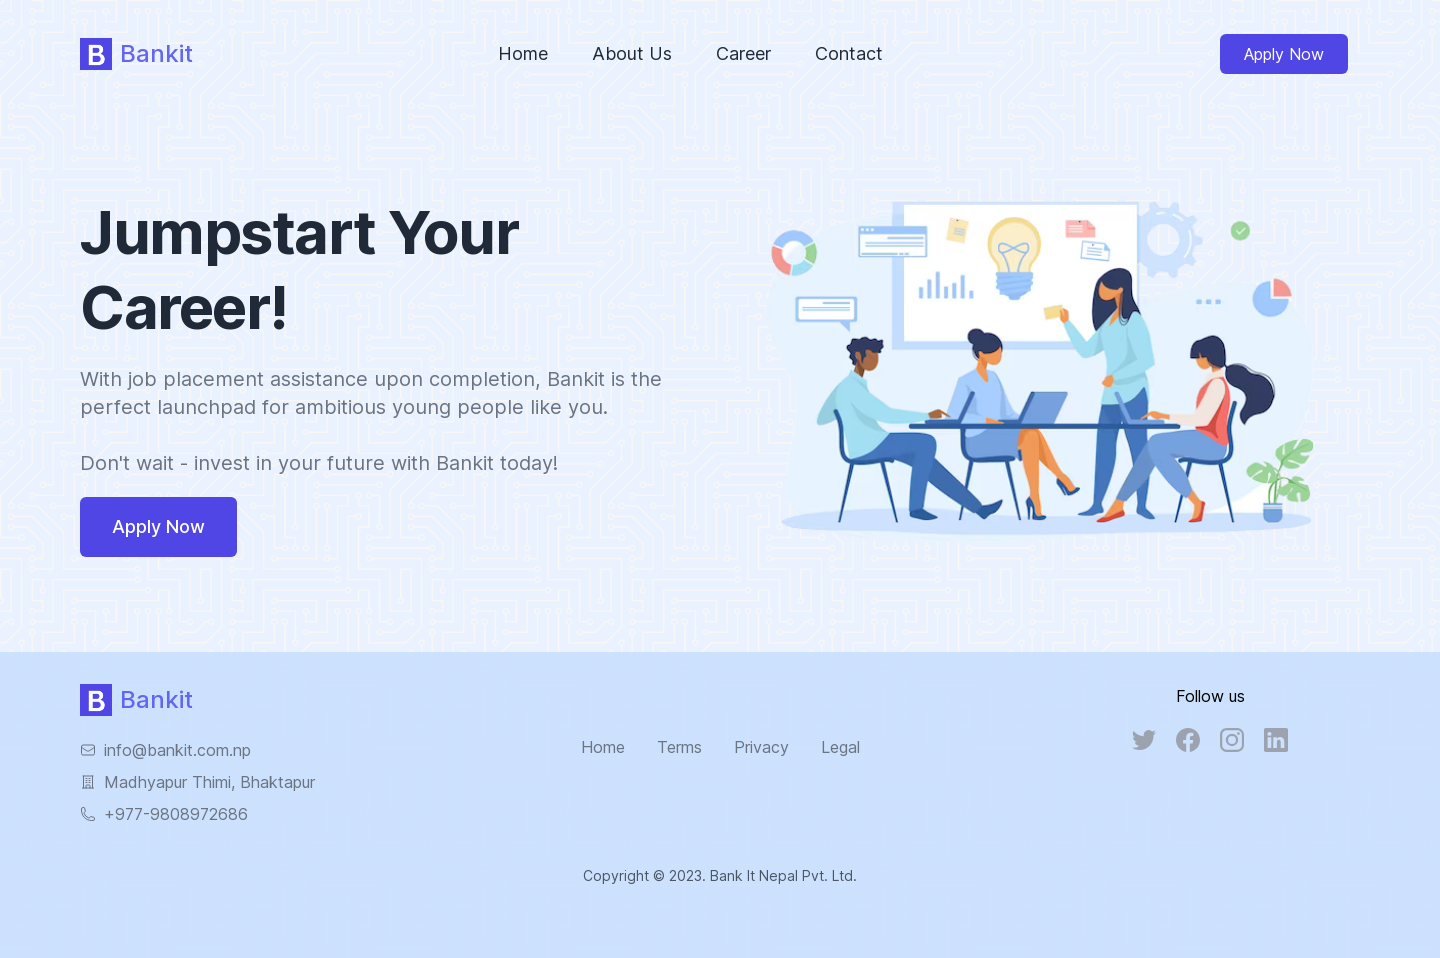 B Bankit
Home
About Us
Career
Contact
Apply Now
Jumpstart Your
Career!
With job placement assistance upon completion, Bankit is the
perfect launchpad for ambitious young people like you.
Don't wait - invest in your future with Bankit today!
Apply Now
B Bankit
info@bankit.com.np
Madhyapur Thimi, Bhaktapur
+977-9808972686
Home
Terms
Privacy
Legal
Follow us
Copyright © 2023. Bank It Nepal Pvt. Ltd.